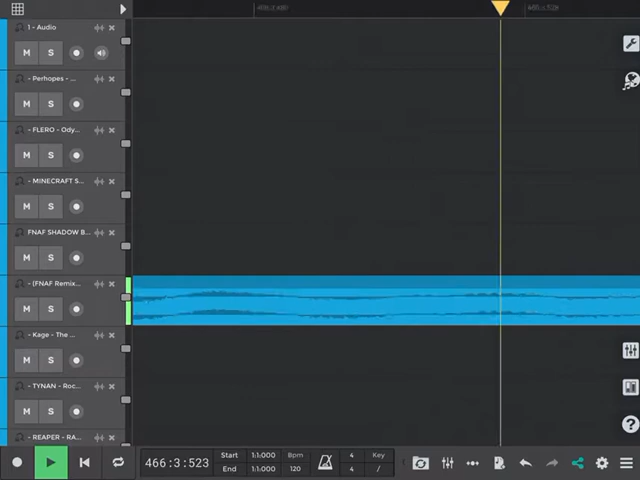 1 - Audio
M S
- Perhopes - ...
M S
- FLERO - Ody...
M S
- MINECRAFT S...
M S
FNAF SHADOW B...
M S
- [FNAF Remix...
M S
- Kage - The ...
M S
- TYNAN - Roc...
M S
- REAPER - RA...
466:3:523
Start 1:1:000 Bpm 4 Key
End 1:1:000 120 4 /
?